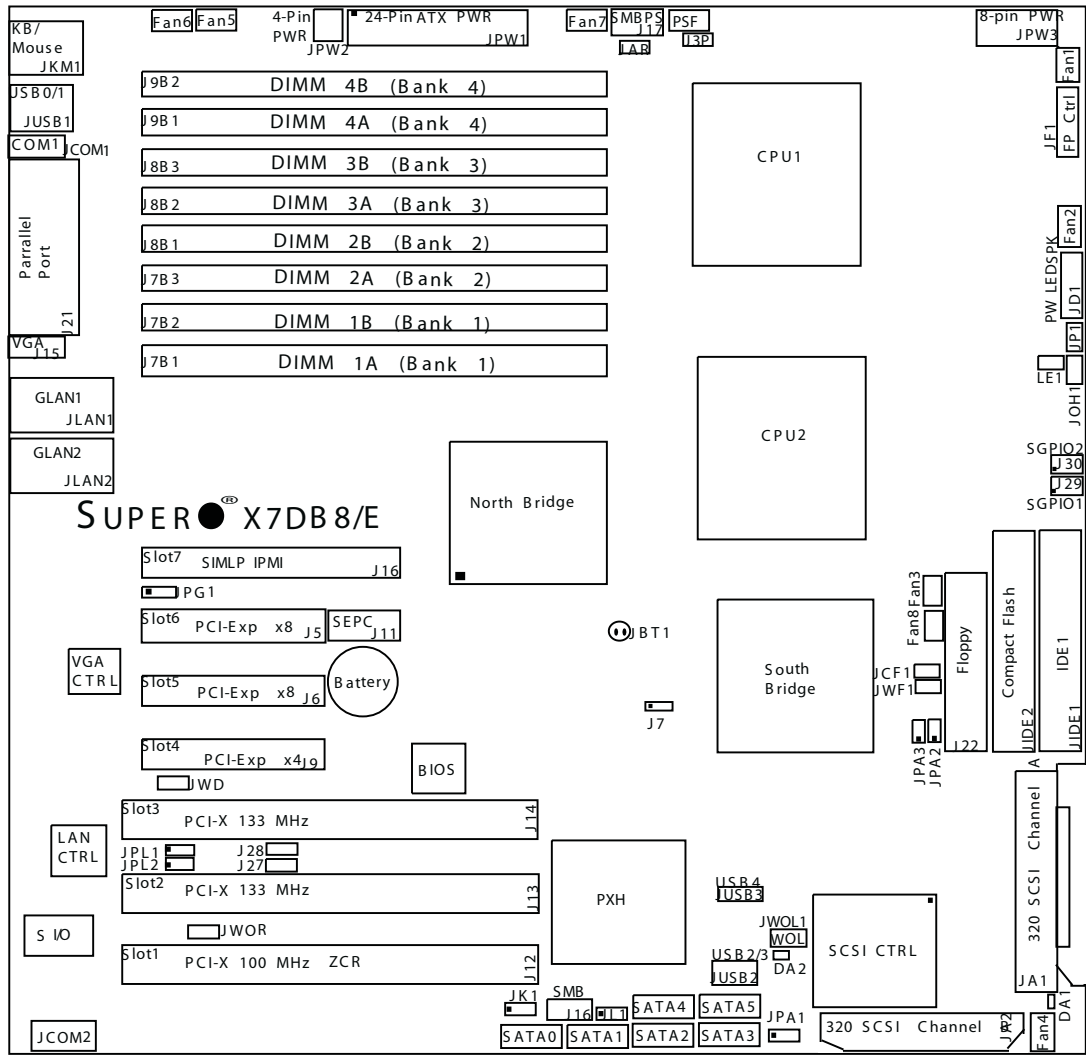 Fan6
Fan5
4-Pin
PWR
JPW2
24-Pin ATX PWR
JPW1
Fan7
SMBPS
J17
JAR
PSF
J3P
8-pin PWR
JPW3
KB/
Mouse
JKM1
JSB0/1
JUSB1
COM1
JCOM1
Parrallel
Port
J21
VGA
J15
GLAN1
JLAN1
GLAN2
JLAN2
J9B2 DIMM 4B (Bank 4)
J9B1 DIMM 4A (Bank 4)
J8B3 DIMM 3B (Bank 3)
J8B2 DIMM 3A (Bank 3)
J8B1 DIMM 2B (Bank 2)
J7B3 DIMM 2A (Bank 2)
J7B2 DIMM 1B (Bank 1)
J7B1 DIMM 1A (Bank 1)
CPU1
CPU2
Fan1
JF1
FP Ctrl
Fan2
PW LEDSPK
JD1
JP1
LE1
JOH1
SGPIO2
J30
J29
SGPIO1
SUPER® X7DB8/E
North Bridge
Slot7 SIMLP IPMI J16
JPG1
Slot6
PCI-Exp x8 J5
SEPC
J11
VGA
CTRL
Slot5
PCI-Exp x8 J6
Battery
JBT1
J7
South
Bridge
Fan3
Fan8
JCF1
JWF1
JPA3
JPA2
Floppy
J22
Compact Flash
JIDE2
IDE1
JIDE1
Slot4
PCI-Exp x4 J9
JWD
BIOS
Slot3
PCI-X 133 MHz
J14
LAN
CTRL
JPL1
JPL2
J28
J27
Slot2
PCI-X 133 MHz
J13
PXH
S I/O
JWOR
Slot1
PCI-X 100 MHz ZCR
J12
USB4
JUSB3
JWOL1
WOL
USB2/3
JUSB2
DA2
SCSI CTRL
320 SCSI Channel A
JA1
DA1
JCOM2
JK1
SMB
J16
JL1
SATA4
SATA5
SATA0
SATA1
SATA2
SATA3
JPA1
320 SCSI Channel
Fan4